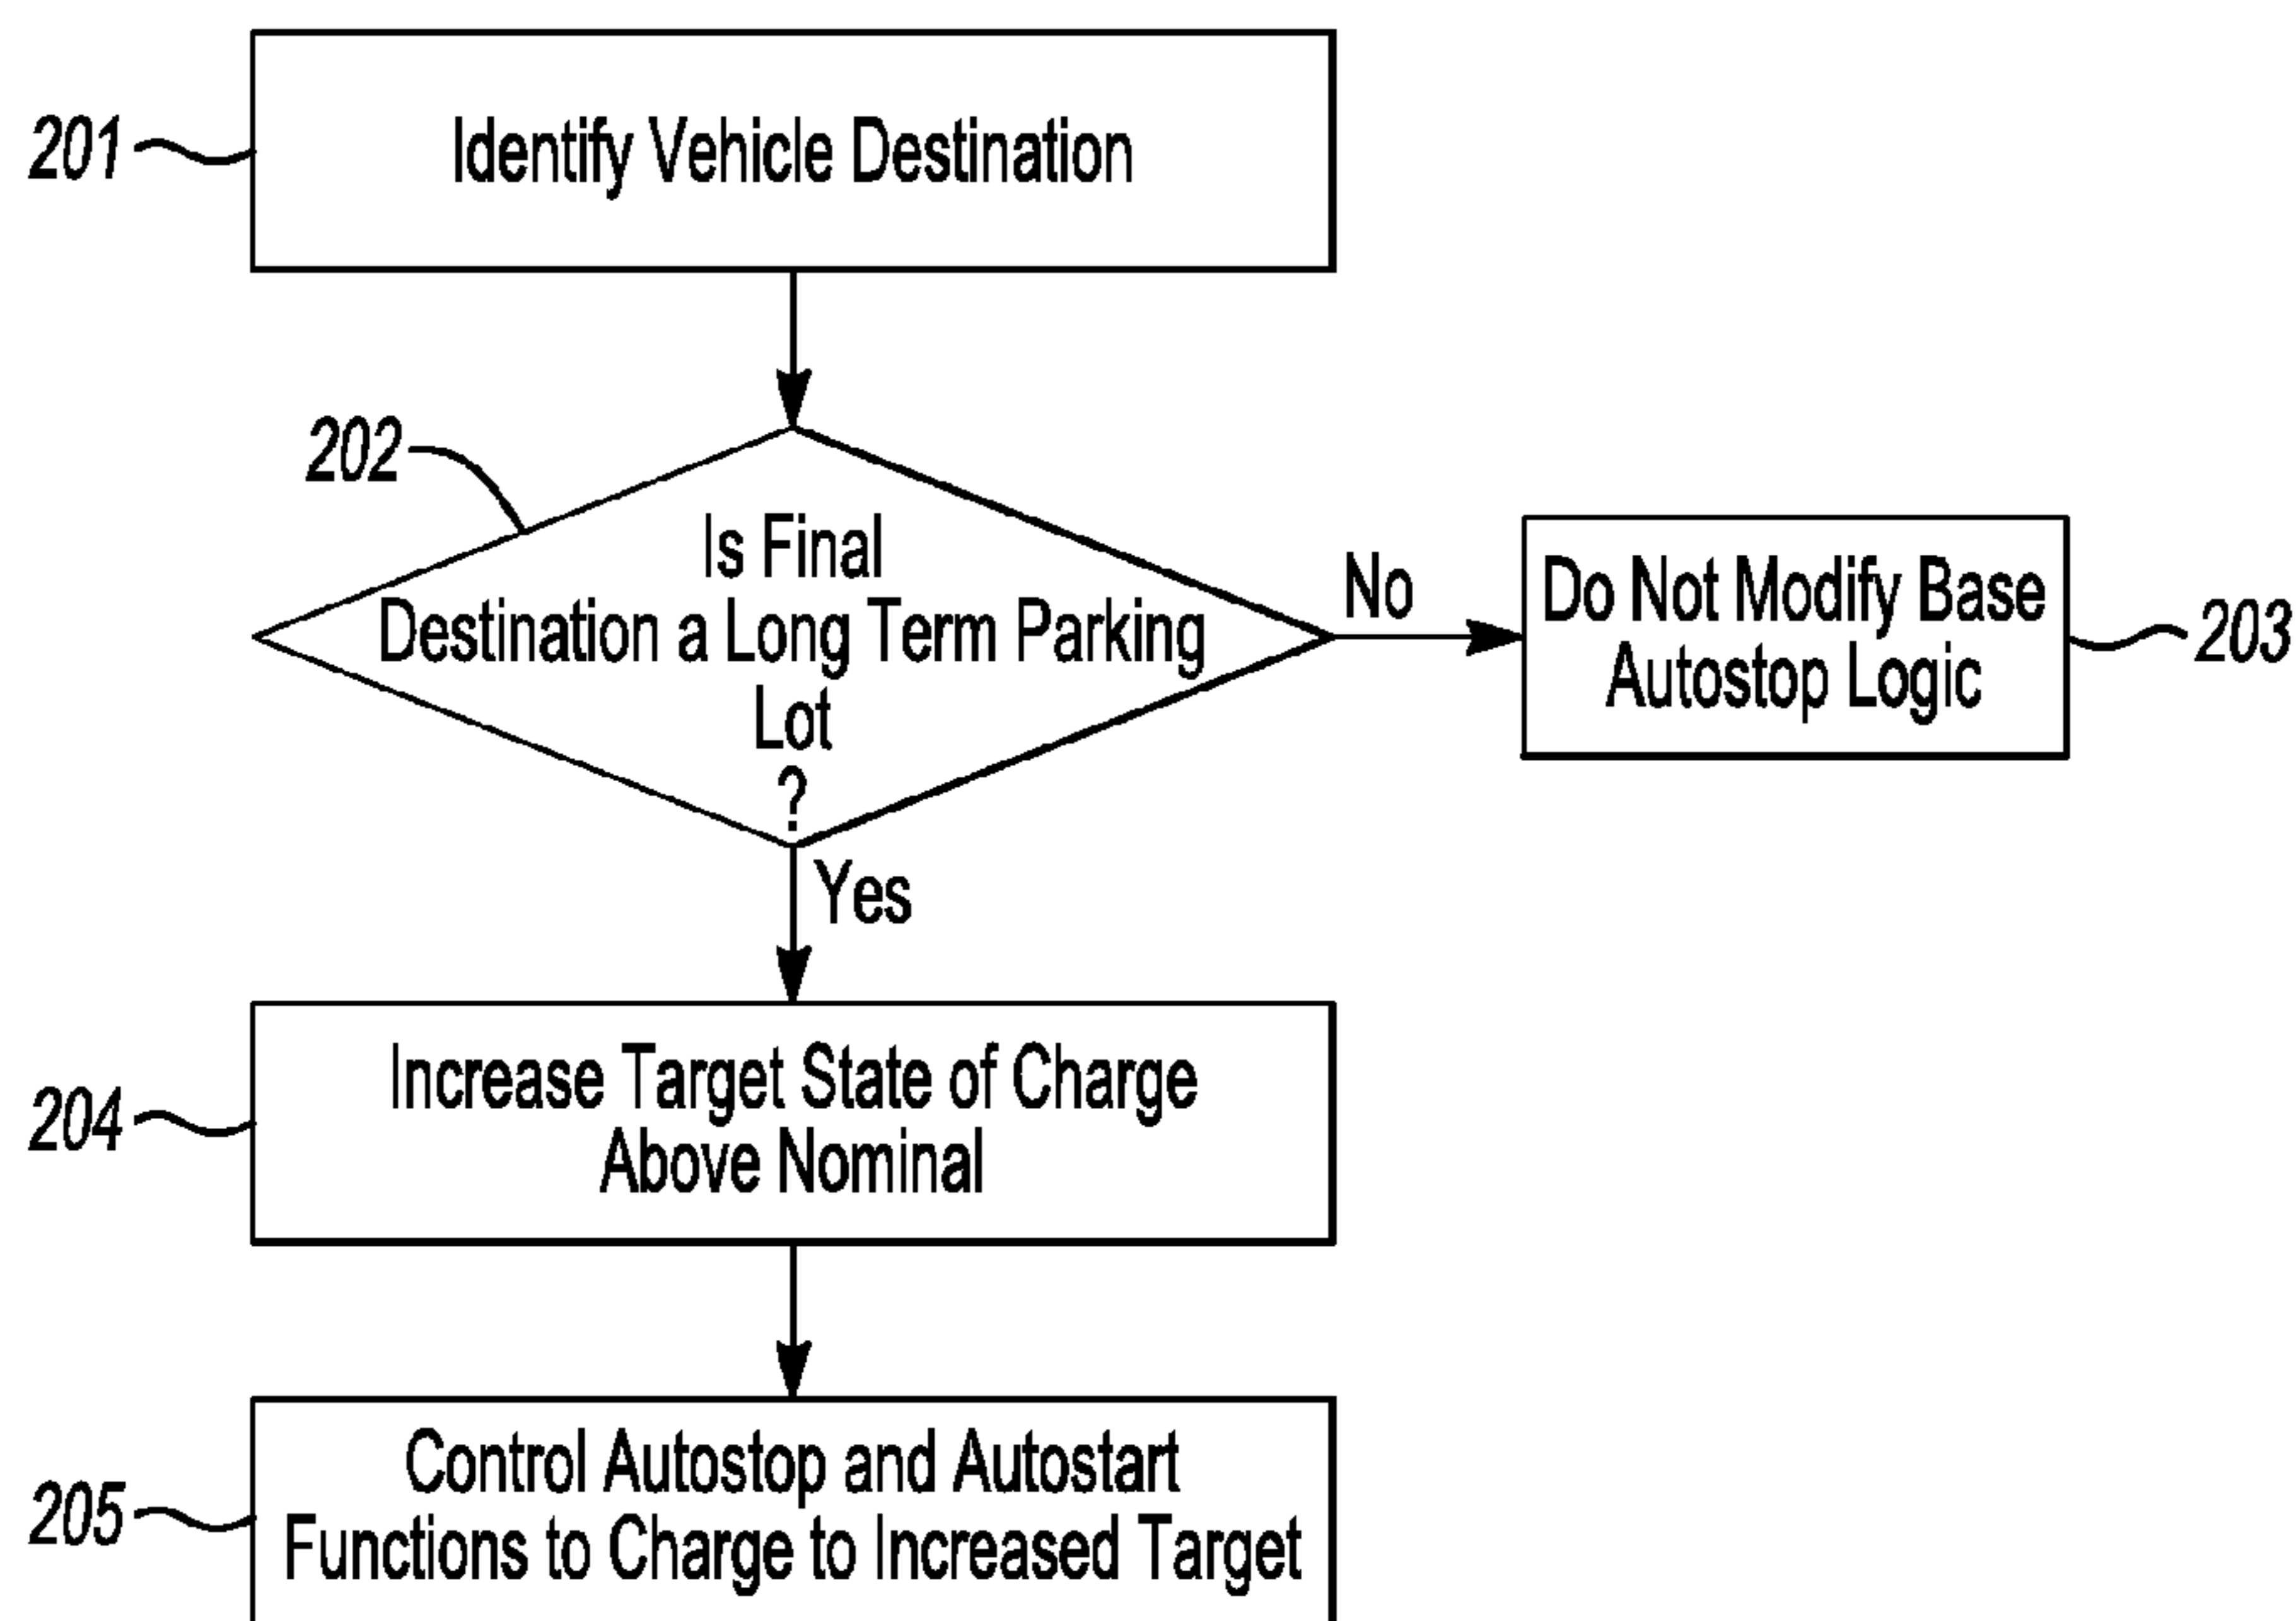 201
Identify Vehicle Destination
202
Is Final
Destination a Long Term Parking
Lot
?
No
Do Not Modify Base
Autostop Logic
203
Yes
204
Increase Target State of Charge
Above Nominal
205
Control Autostop and Autostart
Functions to Charge to Increased Target